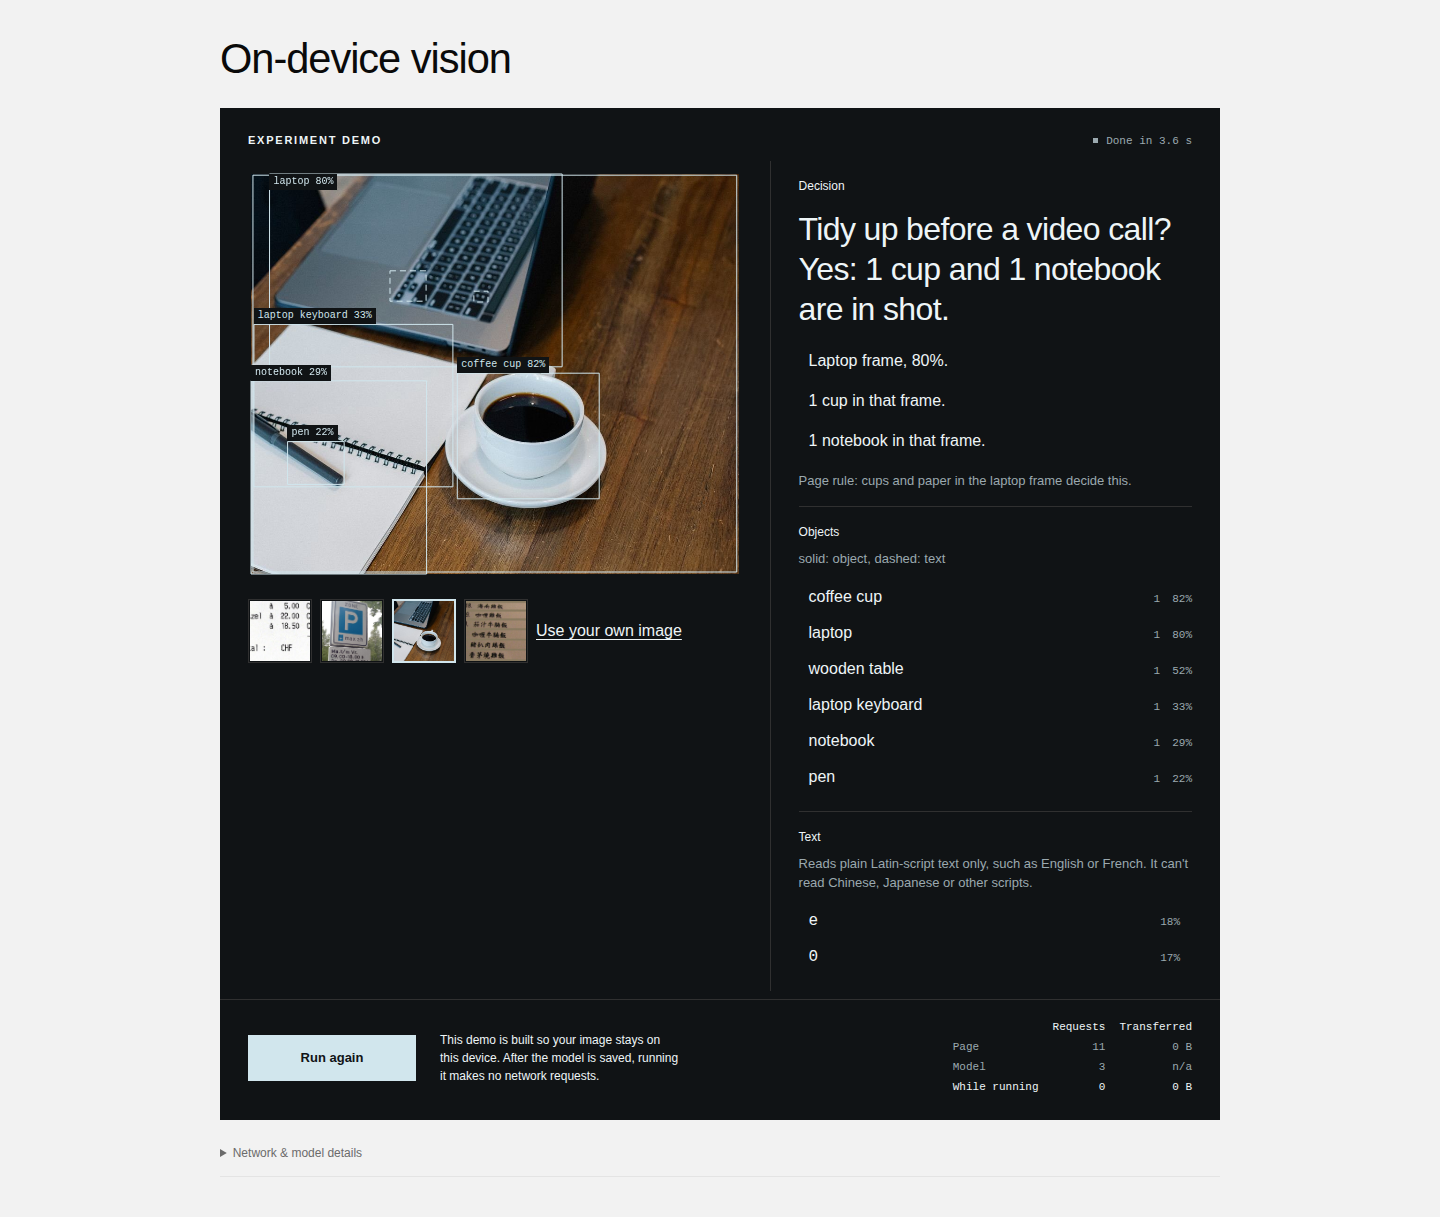 On-device vision
EXPERIMENT DEMO
Done in 3.6 s
laptop 80%
laptop keyboard 33%
notebook 29%
coffee cup 82%
pen 22%
à 5.00
à 22.00
à 18.50
CHF
P
Use your own image
Decision
Tidy up before a video call?
Yes: 1 cup and 1 notebook
are in shot.
Laptop frame, 80%.
1 cup in that frame.
1 notebook in that frame.
Page rule: cups and paper in the laptop frame decide this.
Objects
solid: object, dashed: text
coffee cup 1 82%
laptop 1 80%
wooden table 1 52%
laptop keyboard 1 33%
notebook 1 29%
pen 1 22%
Text
Reads plain Latin-script text only, such as English or French. It can't
read Chinese, Japanese or other scripts.
e 18%
0 17%
Run again
This demo is built so your image stays on
this device. After the model is saved, running
it makes no network requests.
Requests Transferred
Page 11 0 B
Model 3 n/a
While running 0 0 B
Network & model details